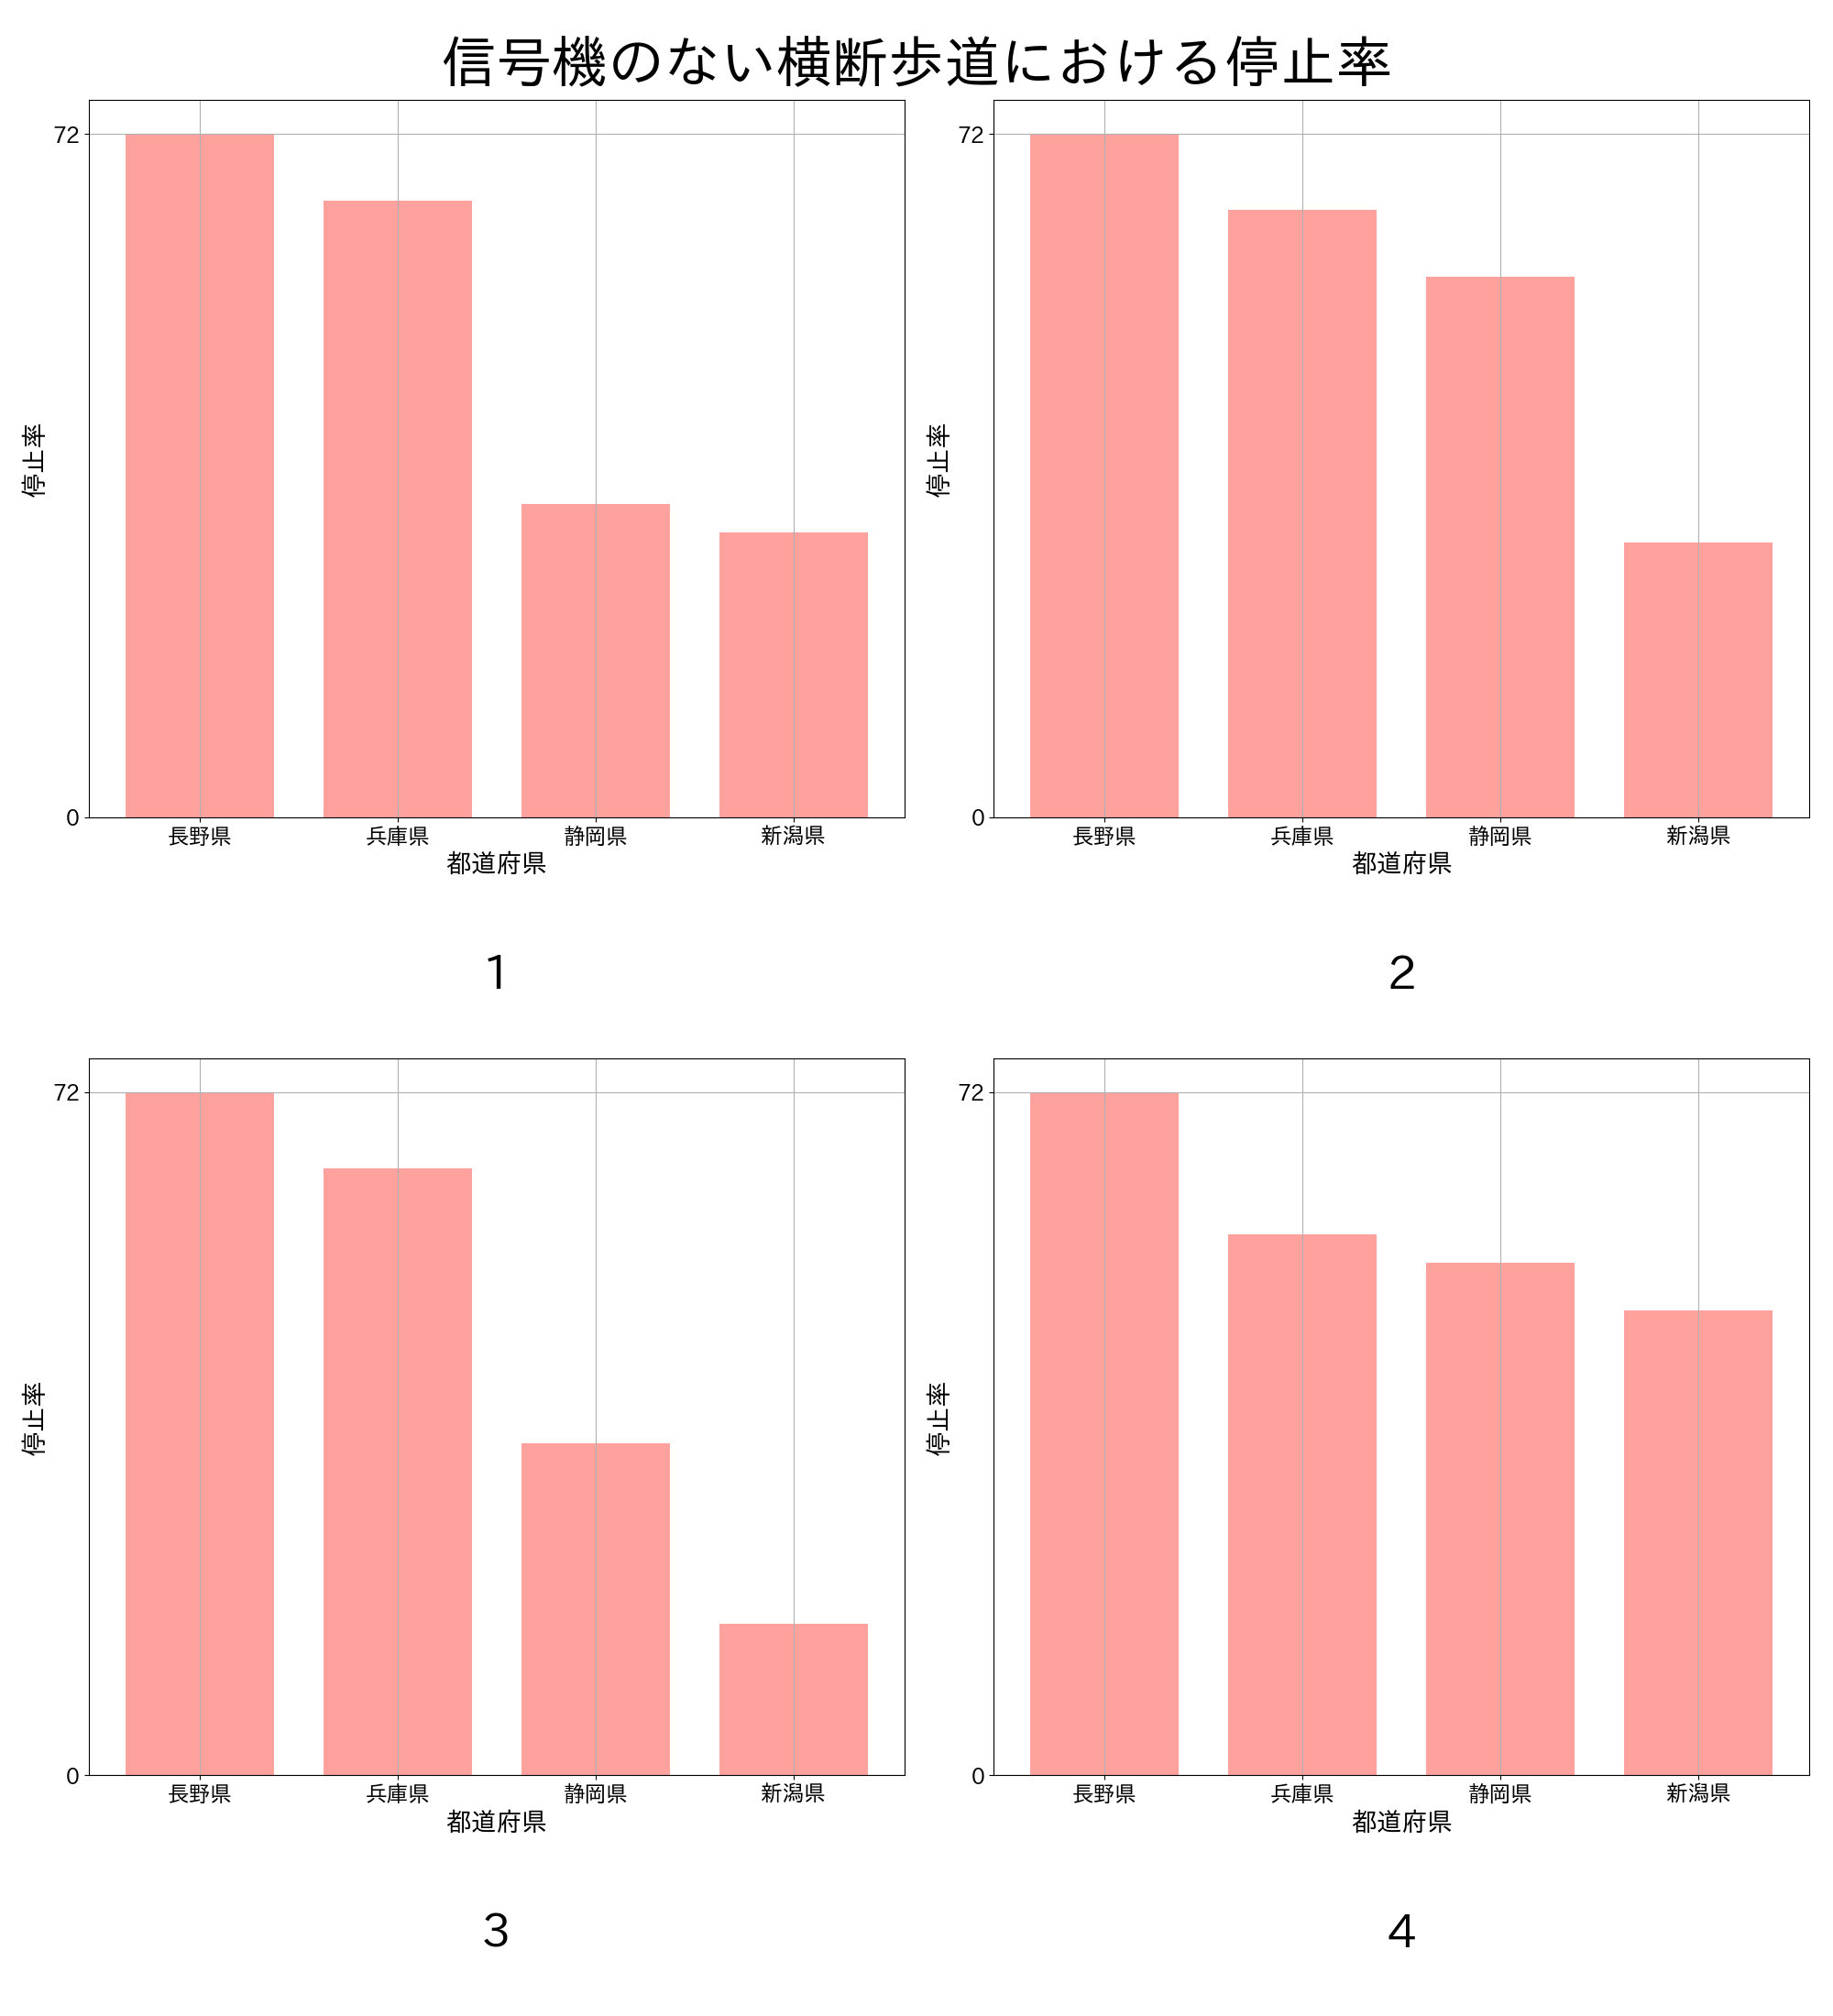 信号機のない横断歩道における停止率
72
停止率
0
長野県 兵庫県 静岡県 新潟県
都道府県
1
72
停止率
0
長野県 兵庫県 静岡県 新潟県
都道府県
2
72
停止率
0
長野県 兵庫県 静岡県 新潟県
都道府県
3
72
停止率
0
長野県 兵庫県 静岡県 新潟県
都道府県
4